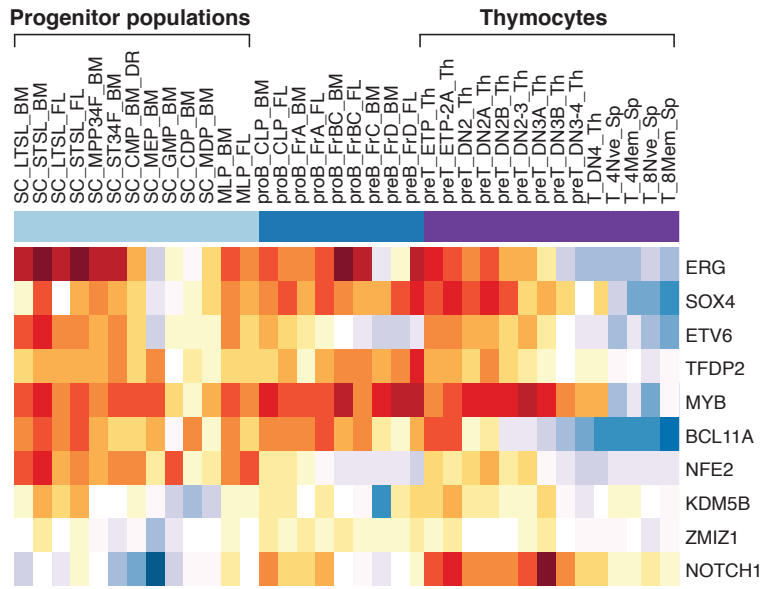 Progenitor populations
Thymocytes
SC_LTSL_BM
SC_STSL_BM
SC_LTSL_FL
SC_STSL_FL
SC_MPP34F_BM
SC_ST34F_BM
SC_CMP_BM_DR
SC_MEP_BM
SC_GMP_BM
SC_CDP_BM
SC_MDP_BM
MLP_BM
MLP_FL
proB_CLP_BM
proB_CLP_FL
proB_FrA_BM
proB_FrA_FL
proB_FrBC_BM
proB_FrBC_FL
preB_FrC_BM
preB_FrD_BM
preB_FrD_FL
preT_ETP_Th
preT_ETP-2A_Th
preT_DN2_Th
preT_DN2A_Th
preT_DN2B_Th
preT_DN2-3_Th
preT_DN3A_Th
preT_DN3B_Th
preT_DN3-4_Th
T_DN4_Th
T_4Nve_Sp
T_4Mem_Sp
T_8Nve_Sp
T_8Mem_Sp
ERG
SOX4
ETV6
TFDP2
MYB
BCL11A
NFE2
KDM5B
ZMIZ1
NOTCH1